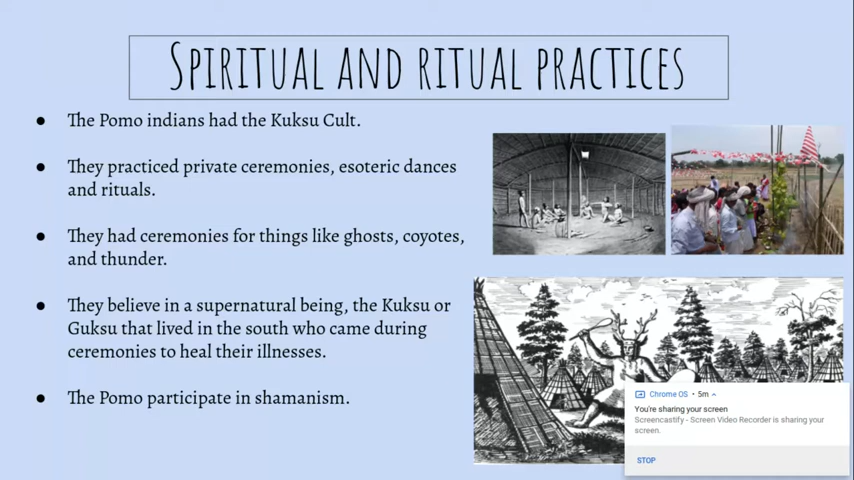 Spiritual and ritual practices
● The Pomo indians had the Kuksu Cult.
● They practiced private ceremonies, esoteric dances
and rituals.
● They had ceremonies for things like ghosts, coyotes,
and thunder.
● They believe in a supernatural being, the Kuksu or
Guksu that lived in the south who came during
ceremonies to heal their illnesses.
● The Pomo participate in shamanism.
Chrome OS • 5m
You're sharing your screen
Screencastify - Screen Video Recorder is sharing your
screen.
STOP